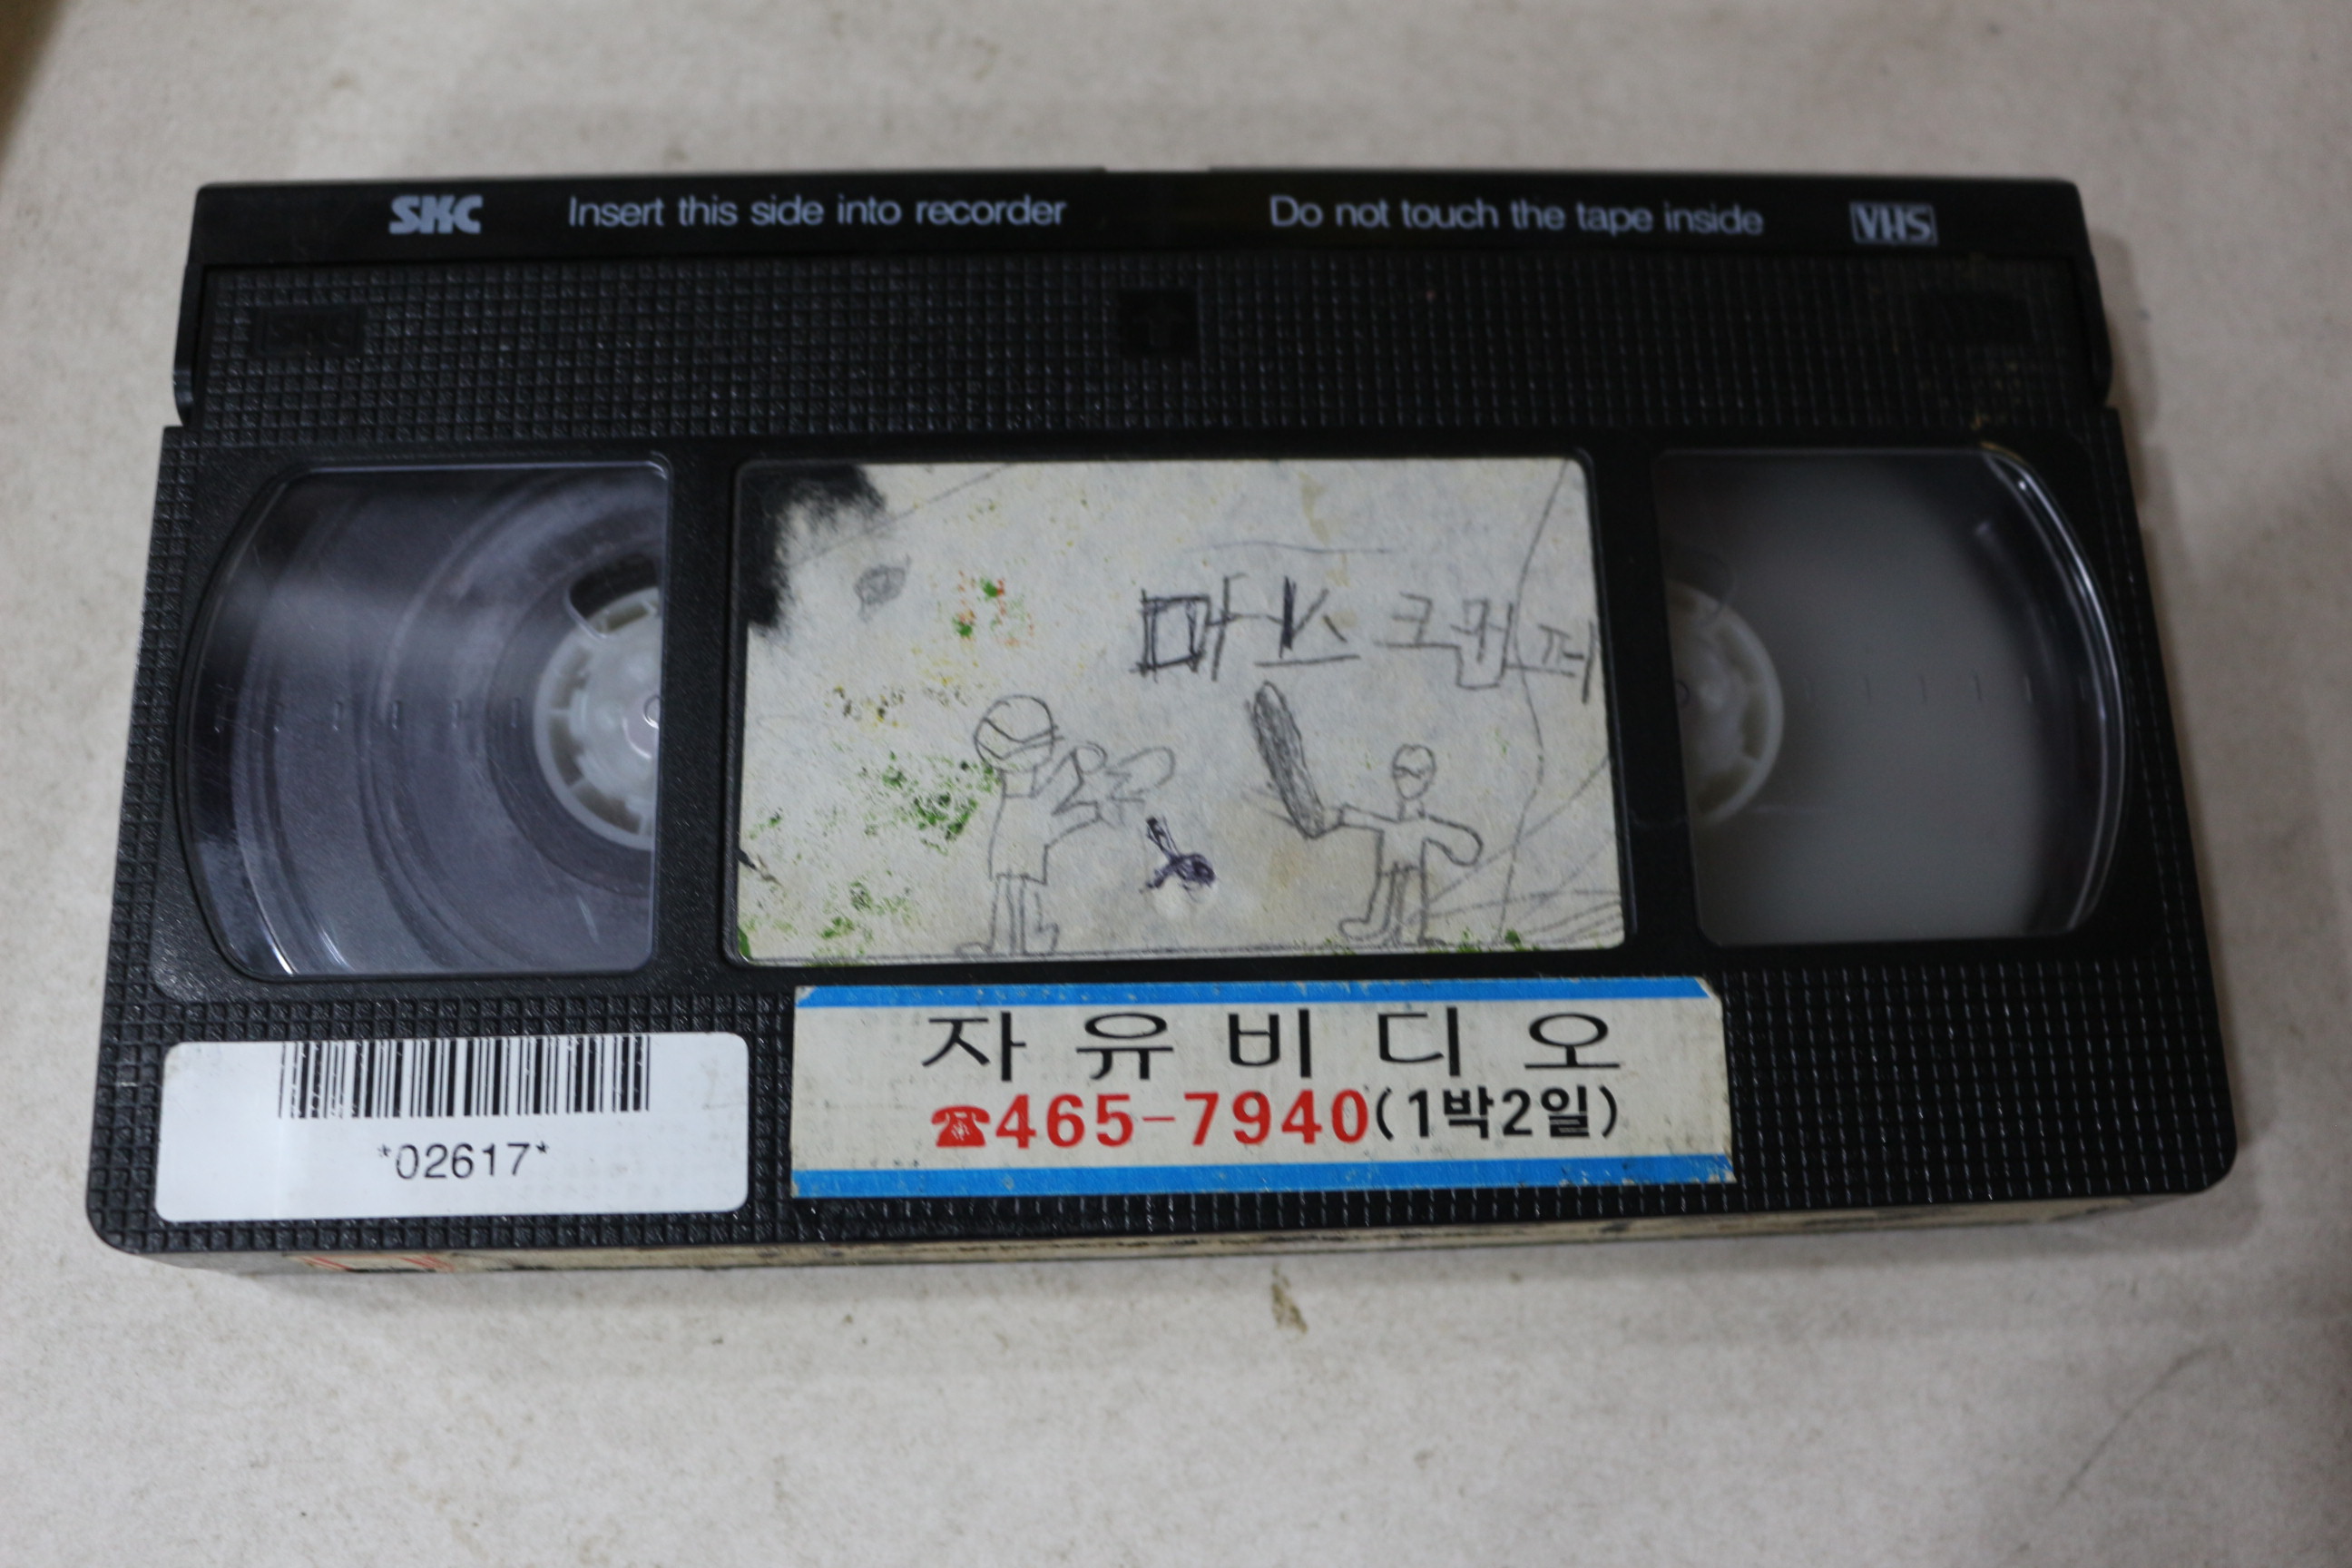 SKC Insert this side into recorder Do not touch the tape inside VHS
마스크맨
자유비디오
☎465-7940(1박2일)
*02617*